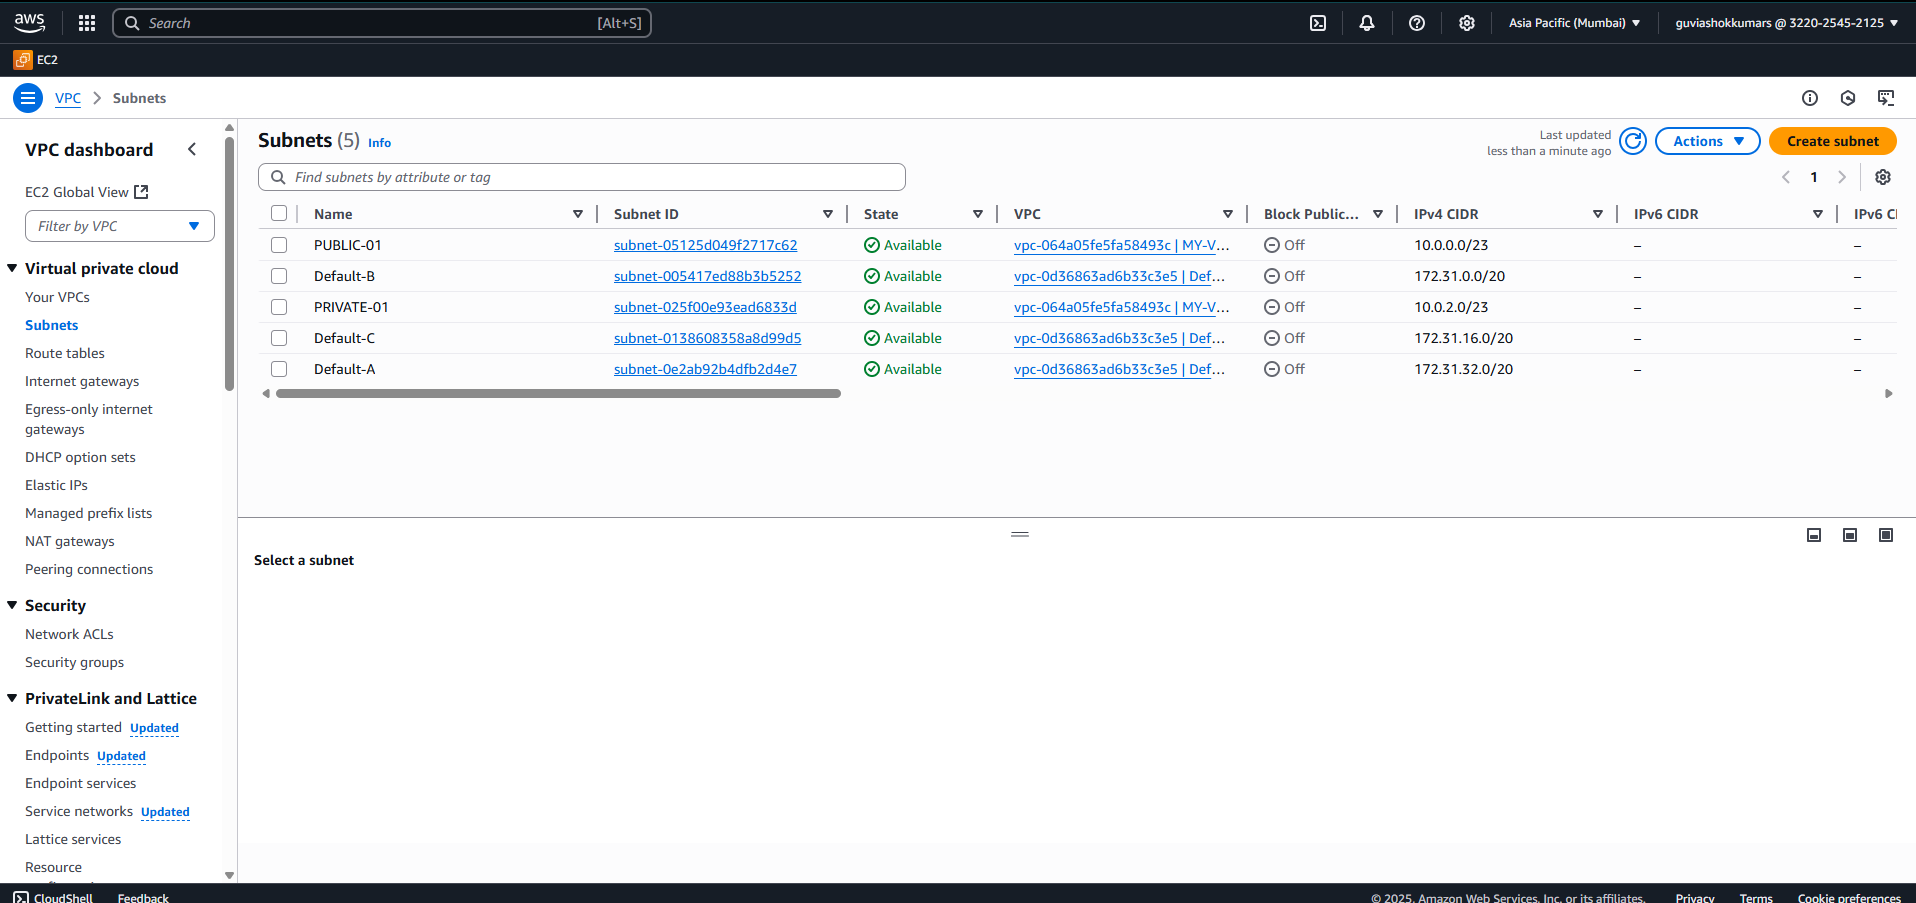 aws
Search [Alt+S]
Asia Pacific (Mumbai)
guviashokkumars @ 3220-2545-2125
EC2
VPC > Subnets
VPC dashboard
EC2 Global View
Filter by VPC
Virtual private cloud
Your VPCs
Subnets
Route tables
Internet gateways
Egress-only internet
gateways
DHCP option sets
Elastic IPs
Managed prefix lists
NAT gateways
Peering connections
Security
Network ACLs
Security groups
PrivateLink and Lattice
Getting started Updated
Endpoints Updated
Endpoint services
Service networks Updated
Lattice services
Resource
Subnets (5) Info
Last updated
less than a minute ago
Actions
Create subnet
Find subnets by attribute or tag
1
Name Subnet ID State VPC Block Public... IPv4 CIDR IPv6 CIDR IPv6 CI
PUBLIC-01 subnet-05125d049f2717c62 Available vpc-064a05fe5fa58493c | MY-V... Off 10.0.0.0/23 – –
Default-B subnet-005417ed88b3b5252 Available vpc-0d36863ad6b33c3e5 | Def... Off 172.31.0.0/20 – –
PRIVATE-01 subnet-025f00e93ead6833d Available vpc-064a05fe5fa58493c | MY-V... Off 10.0.2.0/23 – –
Default-C subnet-0138608358a8d99d5 Available vpc-0d36863ad6b33c3e5 | Def... Off 172.31.16.0/20 – –
Default-A subnet-0e2ab92b4dfb2d4e7 Available vpc-0d36863ad6b33c3e5 | Def... Off 172.31.32.0/20 – –
Select a subnet
CloudShell Feedback © 2025, Amazon Web Services, Inc. or its affiliates. Privacy Terms Cookie preferences